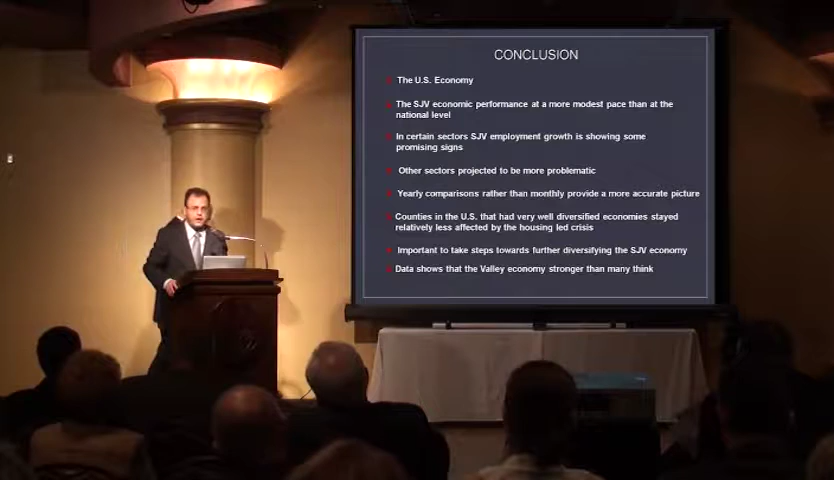 CONCLUSION
The U.S. Economy
The SJV economic performance at a more modest pace than at the
national level
In certain sectors SJV employment growth is showing some
promising signs
Other sectors projected to be more problematic
Yearly comparisons rather than monthly provide a more accurate picture
Counties in the U.S. that had very well diversified economies stayed
relatively less affected by the housing led crisis
Important to take steps towards further diversifying the SJV economy
Data shows that the Valley economy stronger than many think